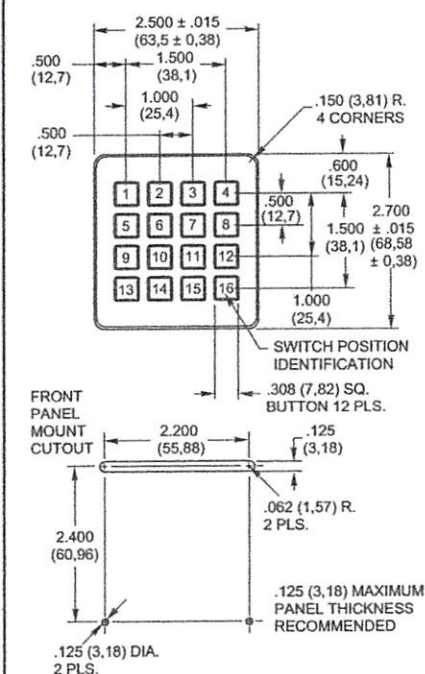 2.500 ± .015
(63,5 ± 0,38)
.500
(12,7)
1.500
(38,1)
1.000
(25,4)
.500
(12,7)
.150 (3,81) R.
4 CORNERS
.600
(15,24)
1 2 3 4
5 6 7 8
9 10 11 12
13 14 15 16
.500
(12,7)
1.500
(38,1)
2.700
± .015
(68,58
± 0,38)
1.000
(25,4)
SWITCH POSITION
IDENTIFICATION
.308 (7,82) SQ.
BUTTON 12 PLS.
FRONT
PANEL
MOUNT
CUTOUT
2.200
(55,88)
.125
(3,18)
.062 (1,57) R.
2 PLS.
2.400
(60,96)
.125 (3,18) MAXIMUM
PANEL THICKNESS
RECOMMENDED
.125 (3,18) DIA.
2 PLS.